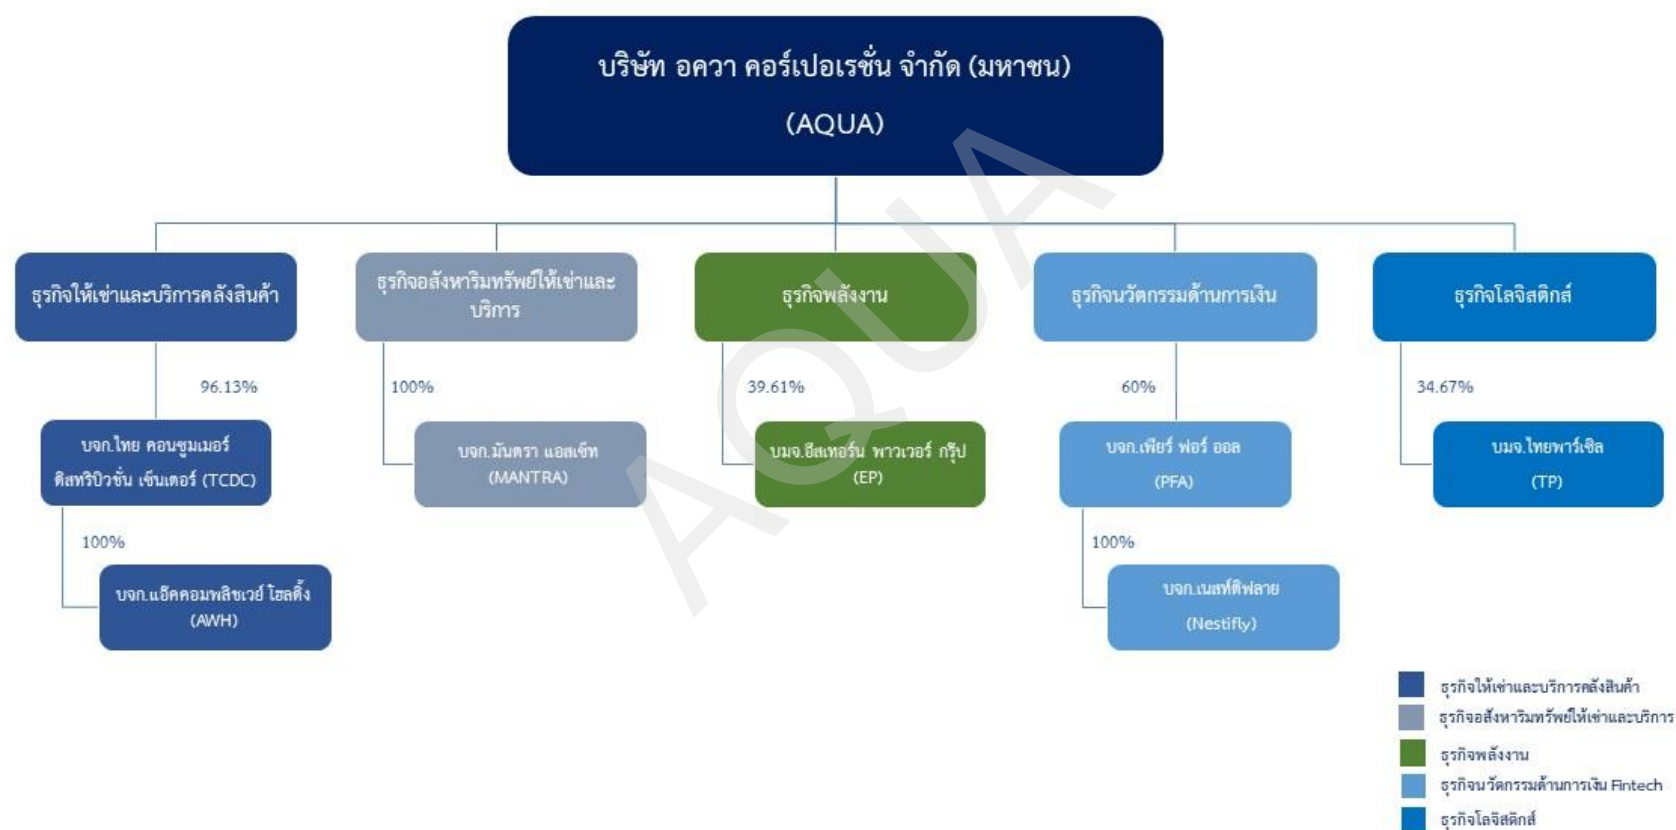 บริษัท อควา คอร์เปอเรชั่น จำกัด (มหาชน)
(AQUA)
ธุรกิจให้เช่าและบริการคลังสินค้า
ธุรกิจอสังหาริมทรัพย์ให้เช่าและ
บริการ
ธุรกิจพลังงาน
ธุรกิจนวัตกรรมด้านการเงิน
ธุรกิจโลจิสติกส์
96.13%
100%
39.61%
60%
34.67%
บจก.ไทย คอนซูมเมอร์
ดิสทริบิวชั่น เซ็นเตอร์ (TCDC)
บจก.มันตรา แอสเซ็ท
(MANTRA)
บมจ.อีสเทอร์น พาวเวอร์ กรุ๊ป
(EP)
บจก.เพียร์ ฟอร์ ออล
(PFA)
บมจ.ไทยพาร์เซิล
(TP)
100%
100%
บจก.แอ๊คคอมพลิชเวย์ โฮลดิ้ง
(AWH)
บจก.เนสท์ติฟลาย
(Nestifly)
AQUA
ธุรกิจให้เช่าและบริการคลังสินค้า
ธุรกิจอสังหาริมทรัพย์ให้เช่าและบริการ
ธุรกิจพลังงาน
ธุรกิจนวัตกรรมด้านการเงิน Fintech
ธุรกิจโลจิสติกส์